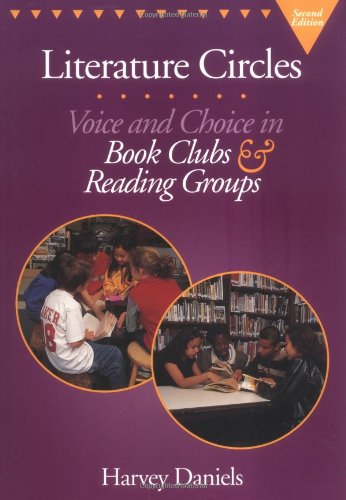 Second
Edition
Literature Circles
Voice and Choice in
Book Clubs &
Reading Groups
Harvey Daniels